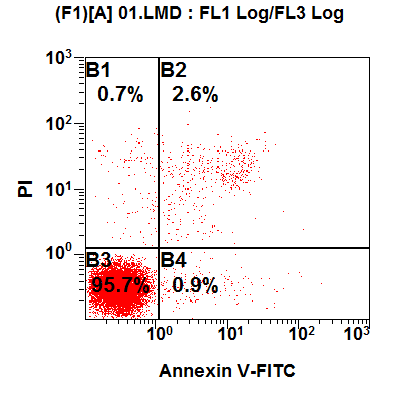 (F1)[A] 01.LMD : FL1 Log/FL3 Log
10³
B1 B2
0.7% 2.6%
10²
PI
10¹
10⁰
B3 B4
95.7% 0.9%
10⁰ 10¹ 10² 10³
Annexin V-FITC